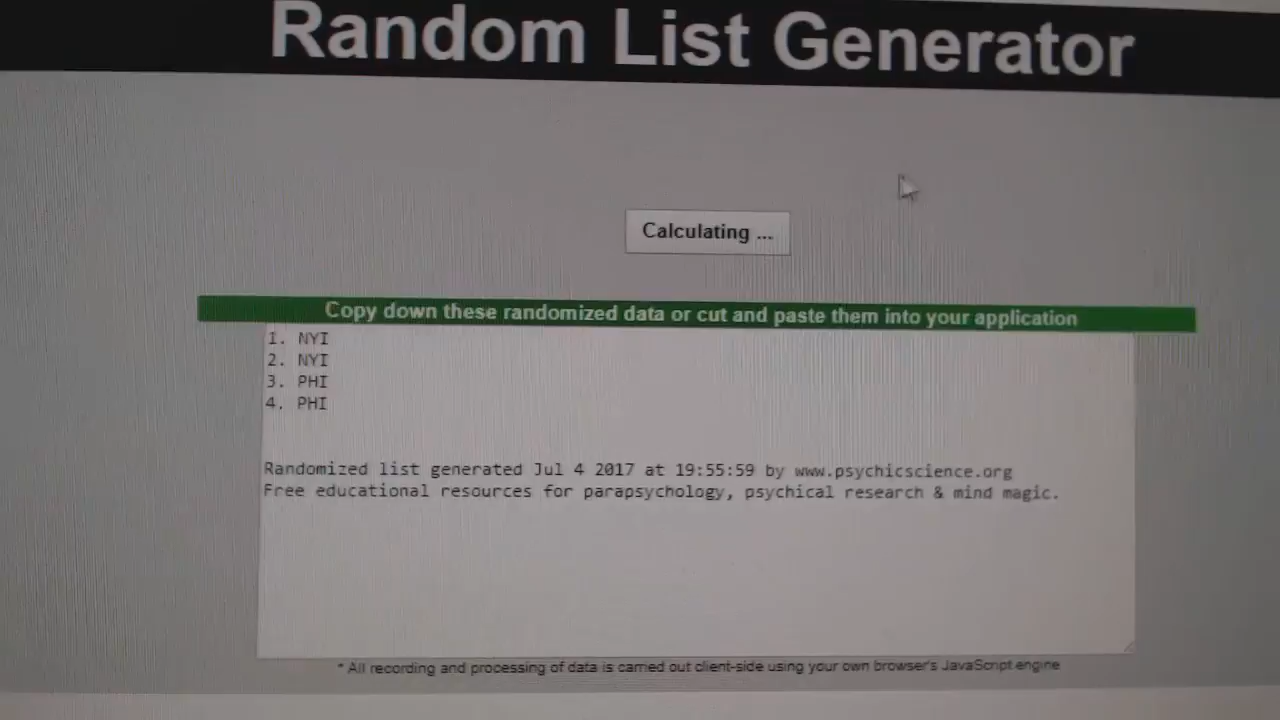 Random List Generator
Calculating ...
Copy down these randomized data or cut and paste them into your application
1. NYI
2. NYI
3. PHI
4. PHI
Randomized list generated Jul 4 2017 at 19:55:59 by www.psychicscience.org
Free educational resources for parapsychology, psychical research & mind magic.
* All recording and processing of data is carried out client-side using your own browser's JavaScript engine